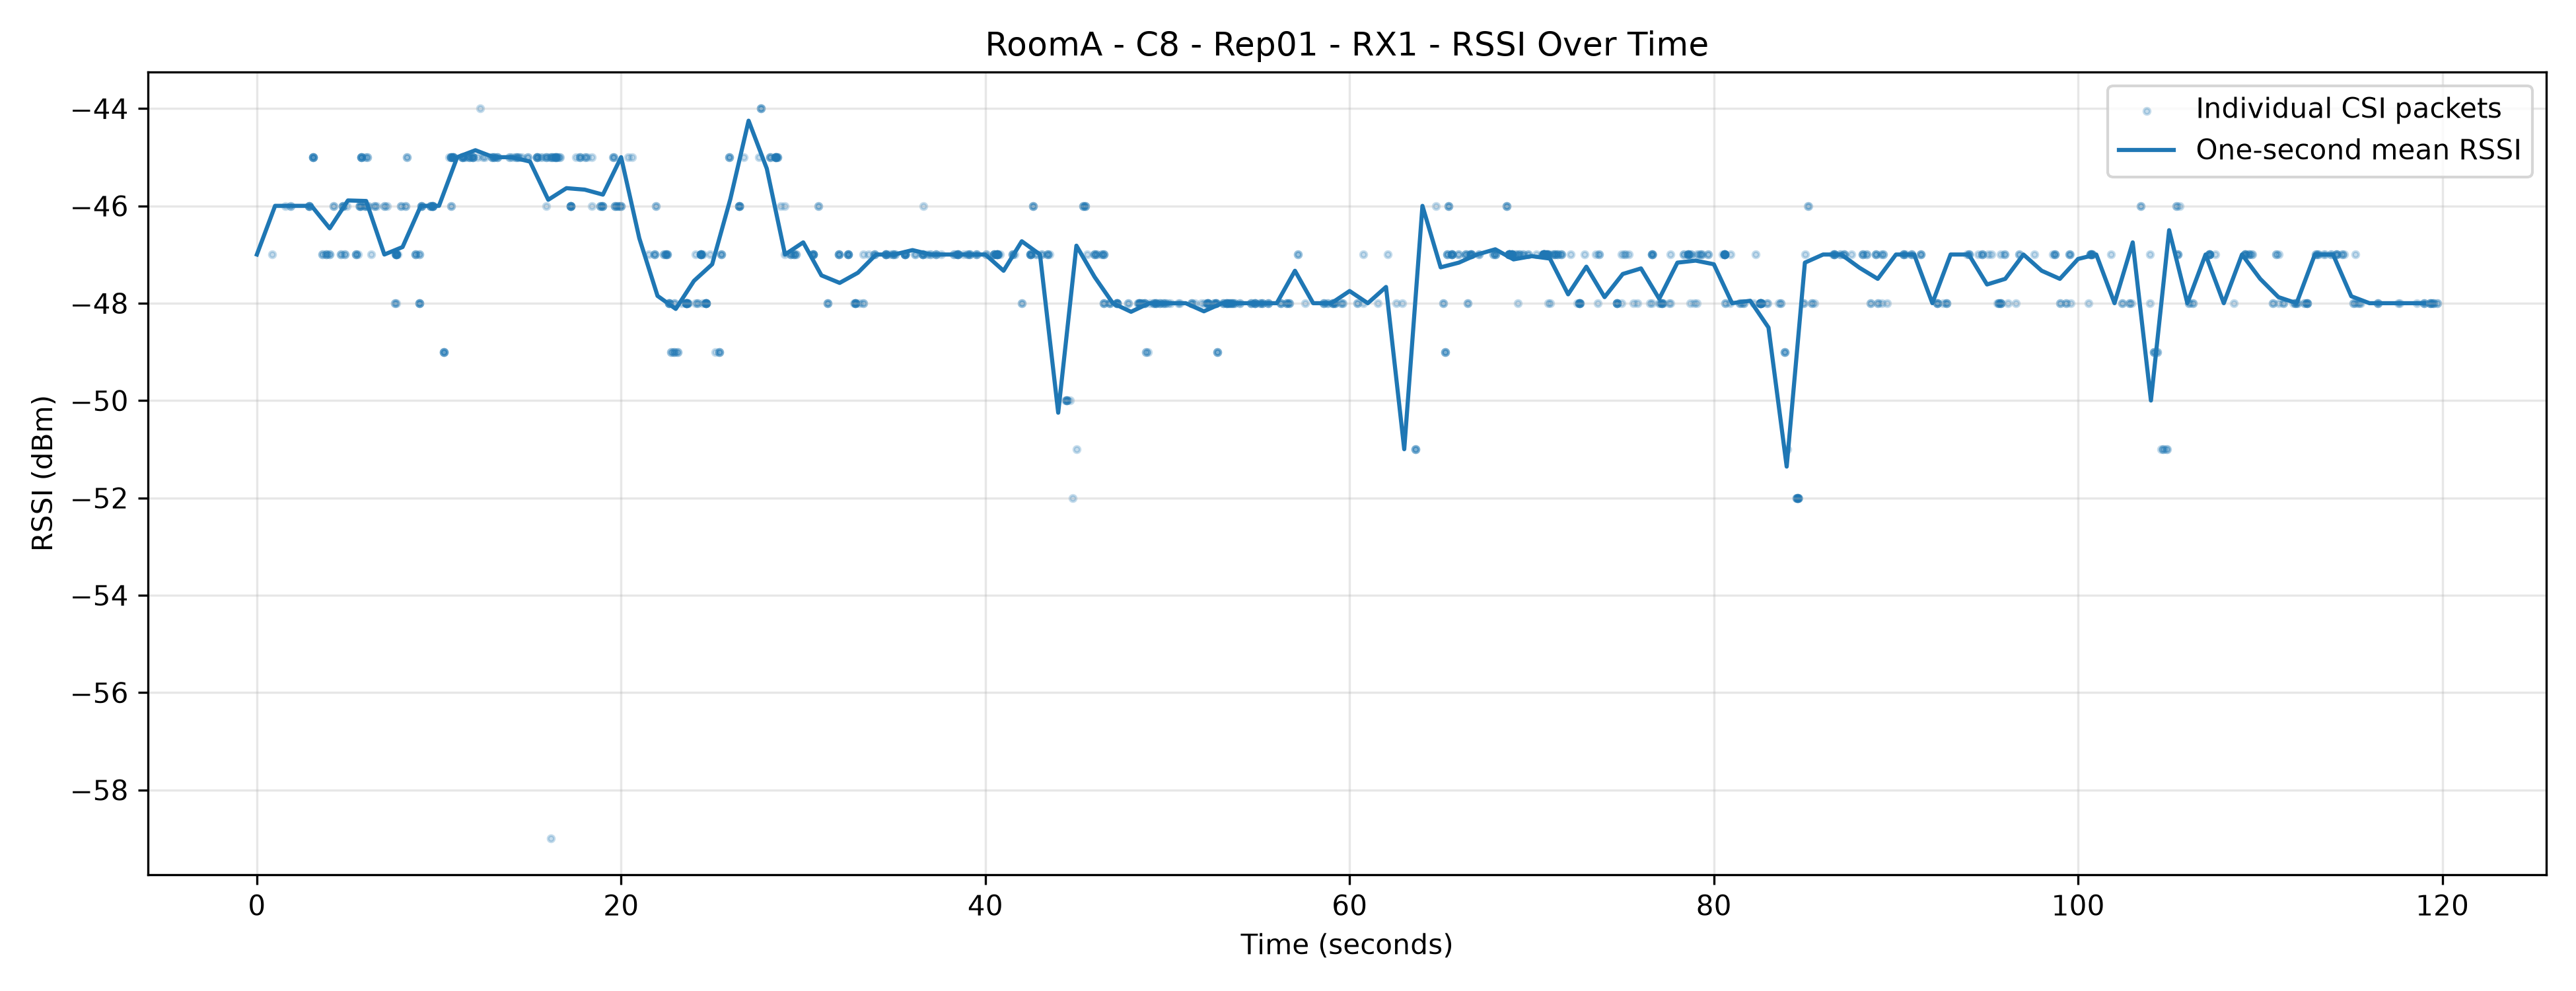 RoomA - C8 - Rep01 - RX1 - RSSI Over Time
Individual CSI packets
One-second mean RSSI
RSSI (dBm)
−44
−46
−48
−50
−52
−54
−56
−58
0 20 40 60 80 100 120
Time (seconds)